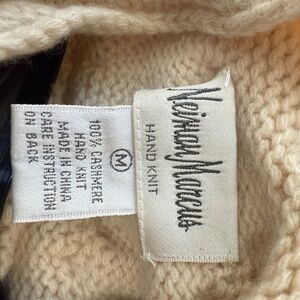 Neiman Marcus
HAND KNIT
M
100% CASHMERE
HAND KNIT
MADE IN CHINA
CARE INSTRUCTION
ON BACK